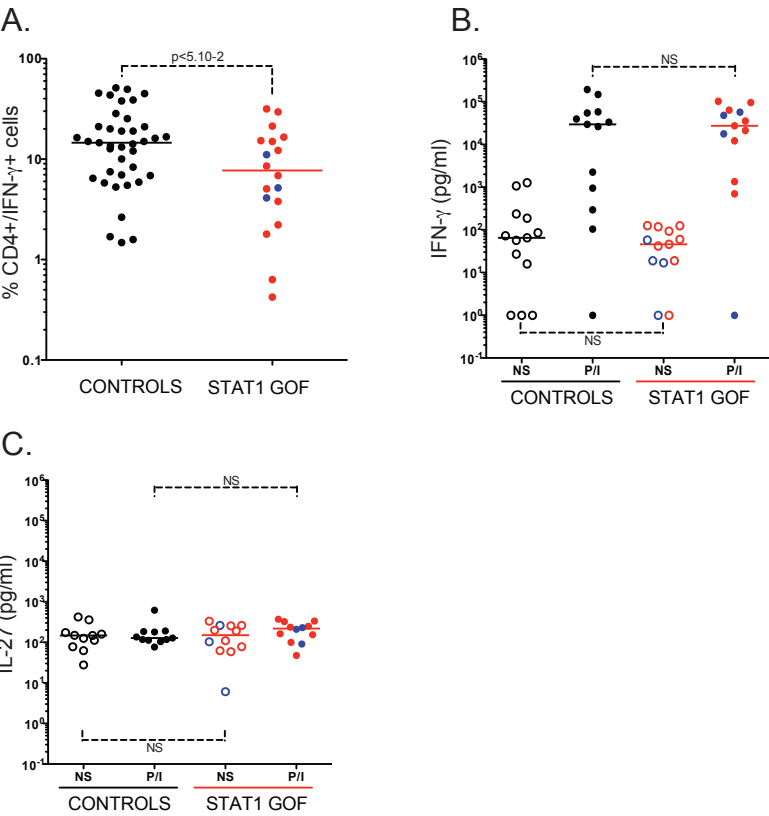 A.
p<5.10-2
% CD4+/IFN-γ+ cells
100
10
1
0.1
CONTROLS STAT1 GOF
B.
NS
IFN-γ (pg/ml)
10⁶
10⁵
10⁴
10³
10²
10¹
10⁰
10⁻¹
NS
NS P/I NS P/I
CONTROLS STAT1 GOF
C.
NS
IL-27 (pg/ml)
10⁶
10⁵
10⁴
10³
10²
10¹
10⁰
10⁻¹
NS
NS P/I NS P/I
CONTROLS STAT1 GOF